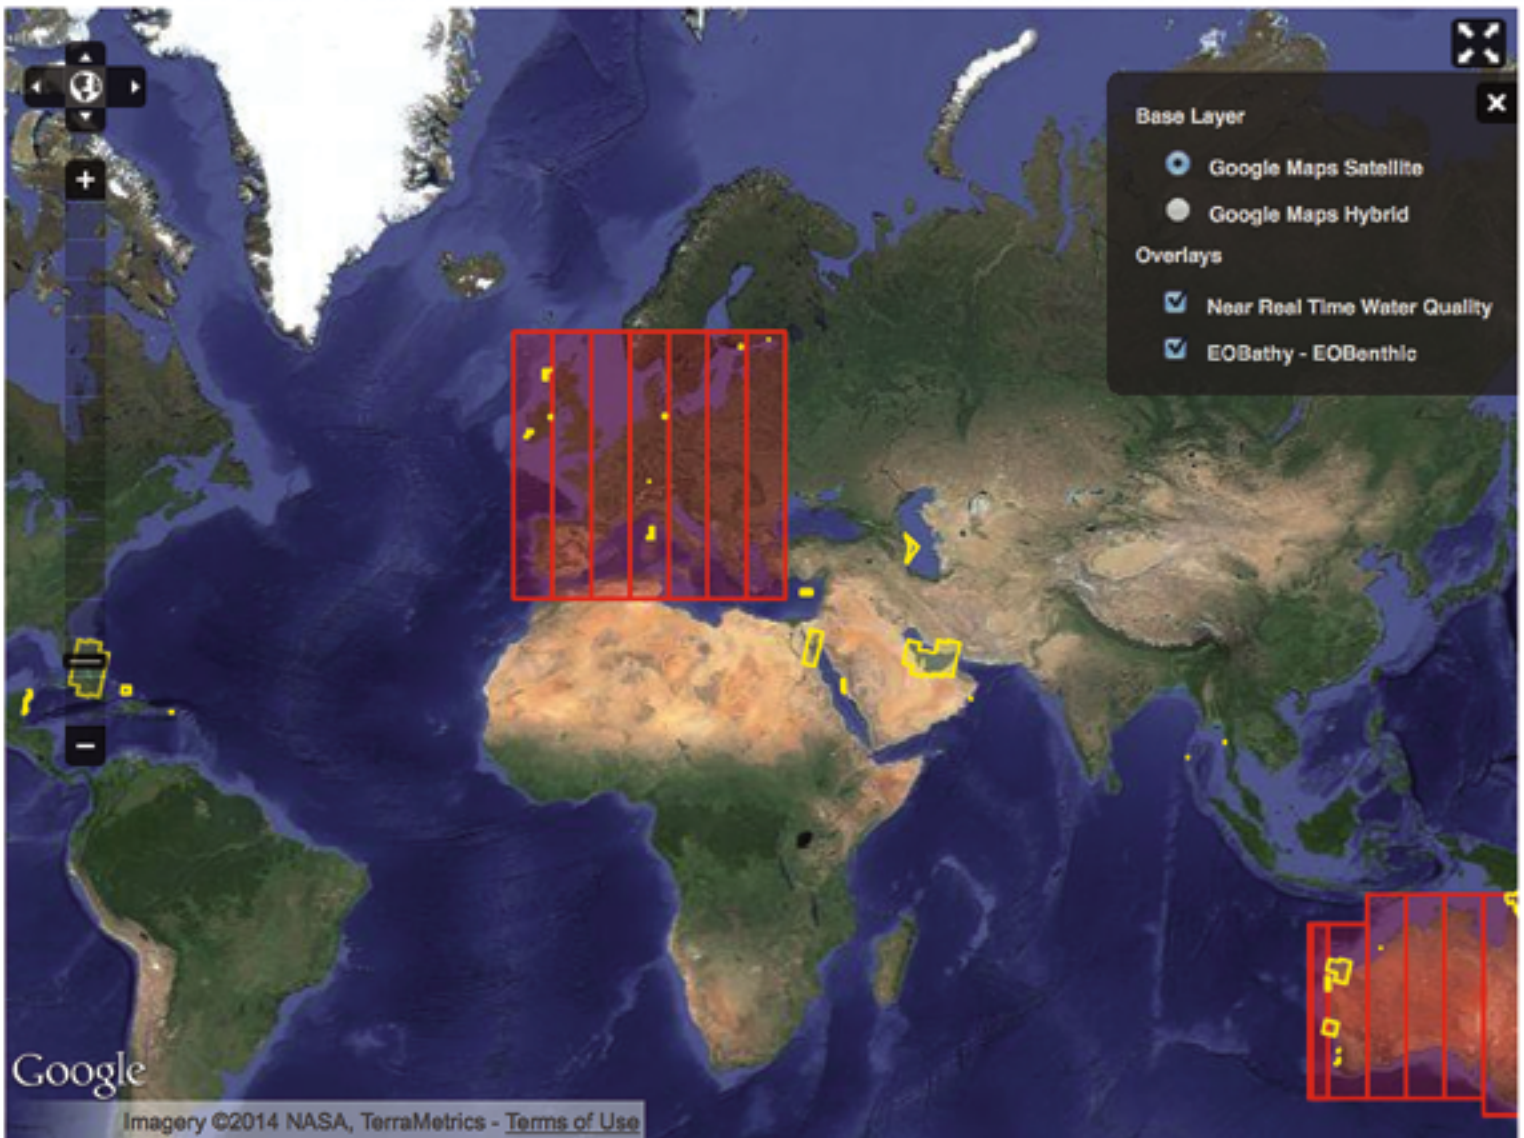 Base Layer
Google Maps Satellite
Google Maps Hybrid
Overlays
Near Real Time Water Quality
EOBathy - EOBenthic
Google
Imagery ©2014 NASA, TerraMetrics - Terms of Use